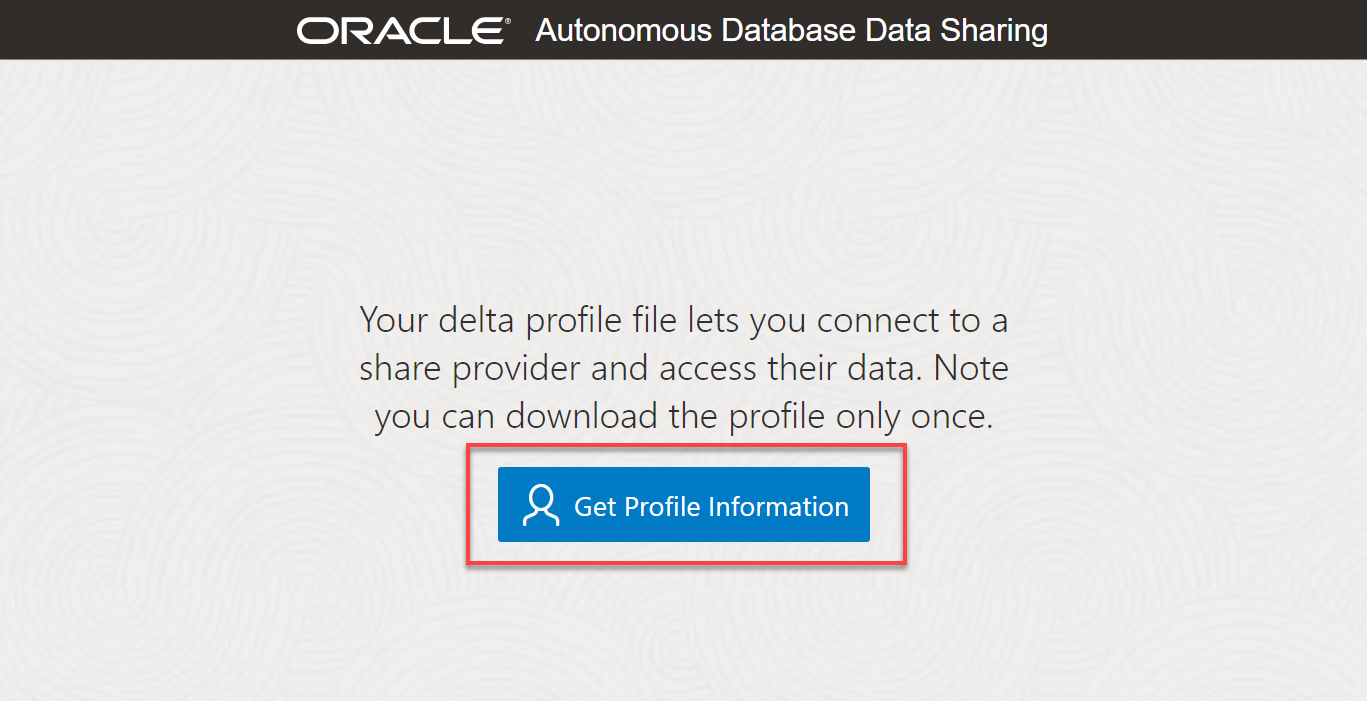 ORACLE® Autonomous Database Data Sharing
Your delta profile file lets you connect to a
share provider and access their data. Note
you can download the profile only once.
Get Profile Information